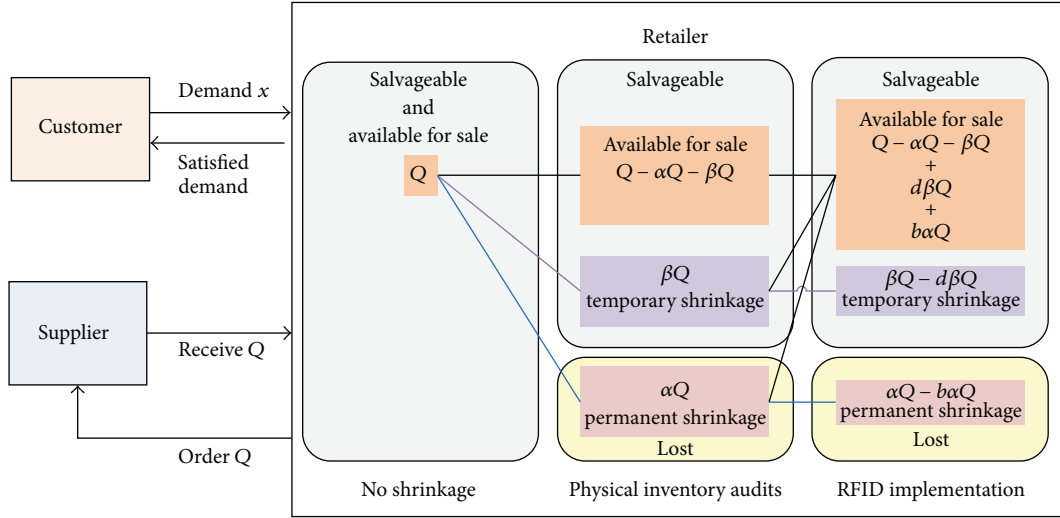 Retailer
Customer
Demand x
Satisfied
demand
Supplier
Receive Q
Order Q
Salvageable
and
available for sale
Q
No shrinkage
Salvageable
Available for sale
Q – αQ – βQ
βQ
temporary shrinkage
αQ
permanent shrinkage
Lost
Physical inventory audits
Salvageable
Available for sale
Q – αQ – βQ
+
dβQ
+
bαQ
βQ – dβQ
temporary shrinkage
αQ – bαQ
permanent shrinkage
Lost
RFID implementation